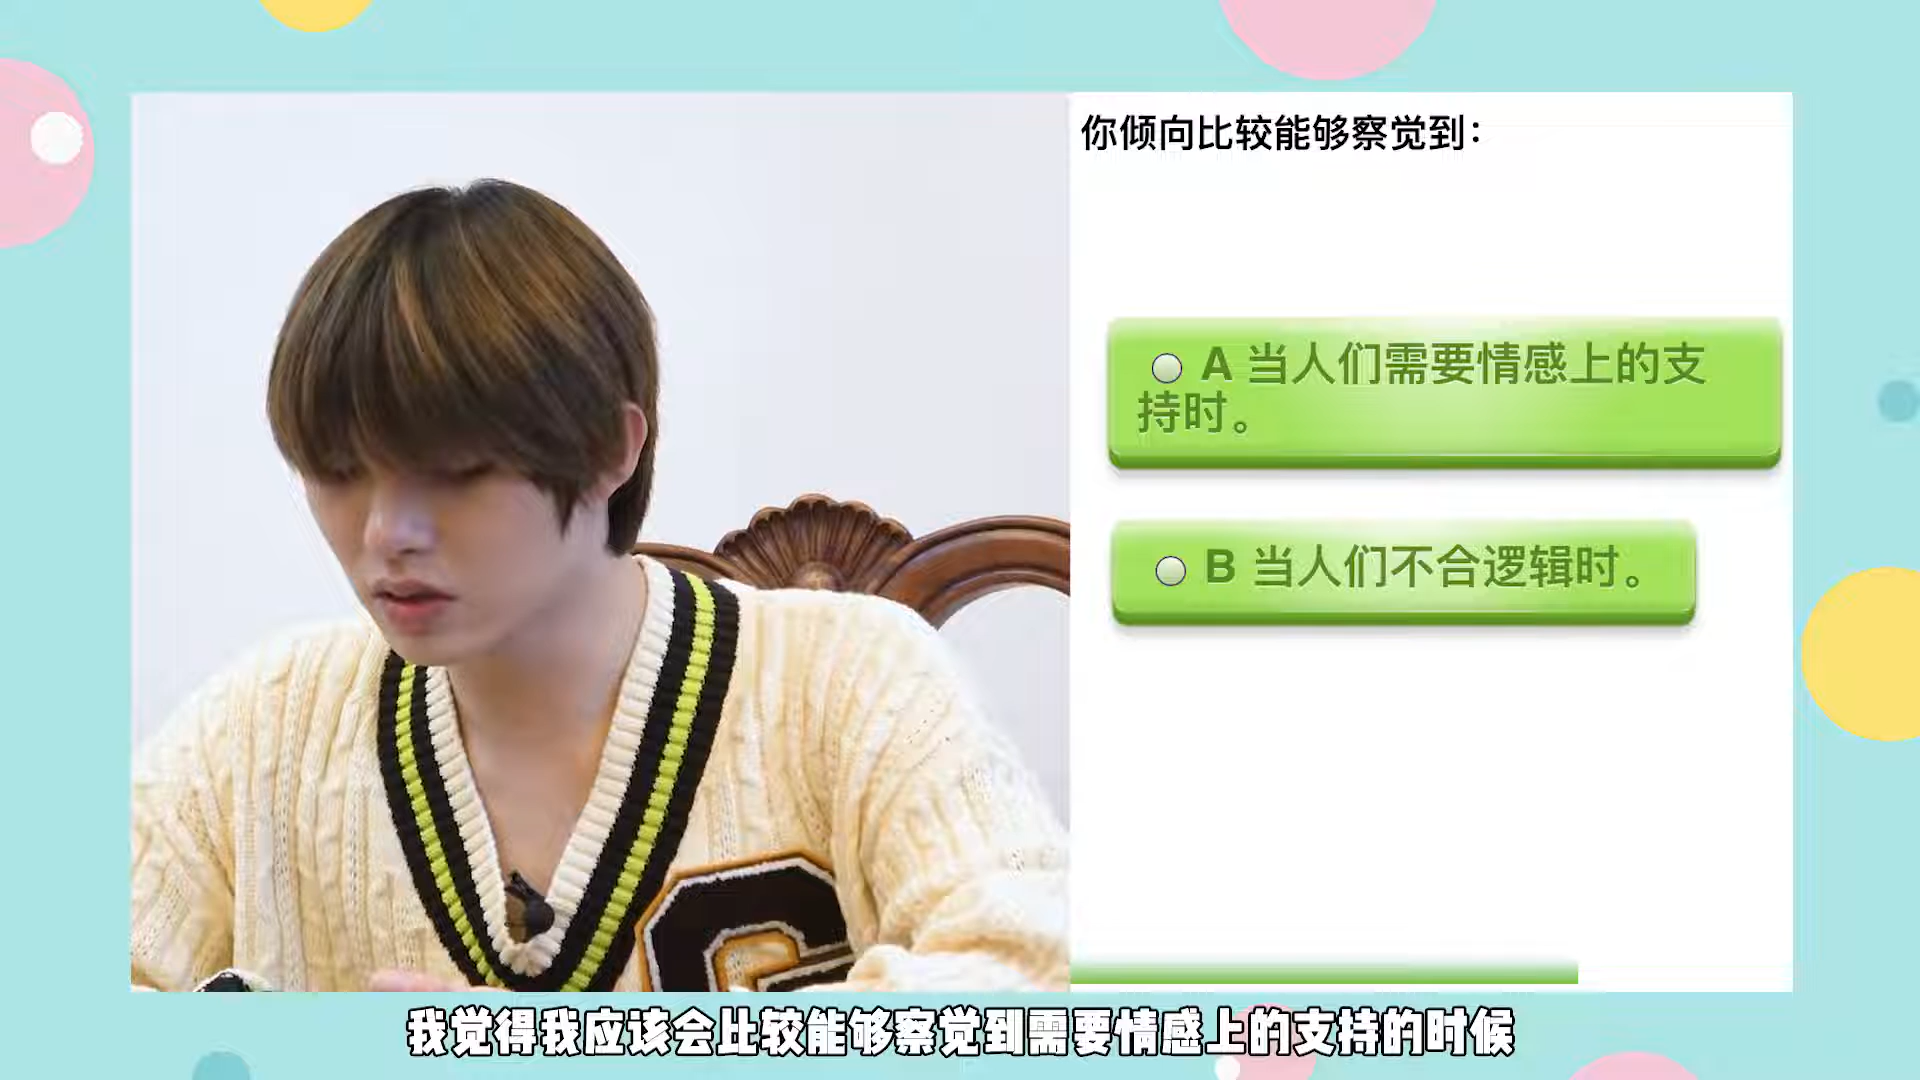 你倾向比较能够察觉到：
A 当人们需要情感上的支
持时。
B 当人们不合逻辑时。
G
我觉得我应该会比较能够察觉到需要情感上的支持的时候